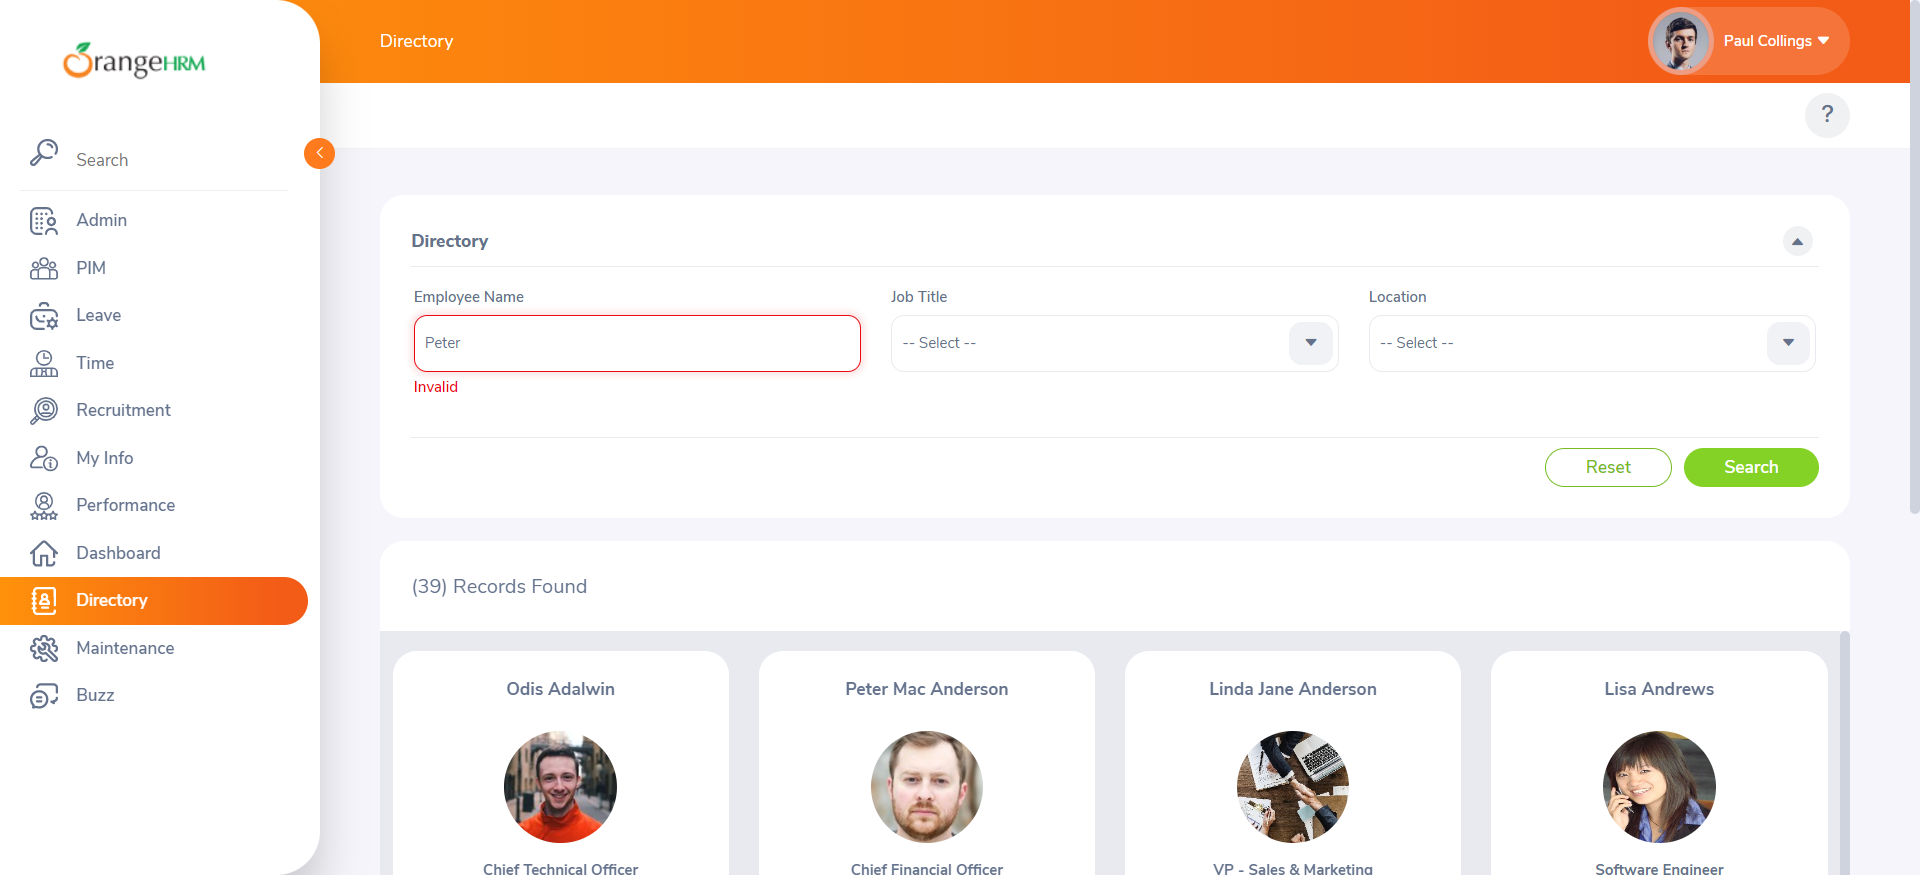 OrangeHRM
Directory
Paul Collings
?
Search
Admin
PIM
Leave
Time
Recruitment
My Info
Performance
Dashboard
Directory
Maintenance
Buzz
Directory
Employee Name
Job Title
Location
Peter
-- Select --
-- Select --
Invalid
Reset
Search
(39) Records Found
Odis Adalwin
Peter Mac Anderson
Linda Jane Anderson
Lisa Andrews
Chief Technical Officer
Chief Financial Officer
VP - Sales & Marketing
Software Engineer